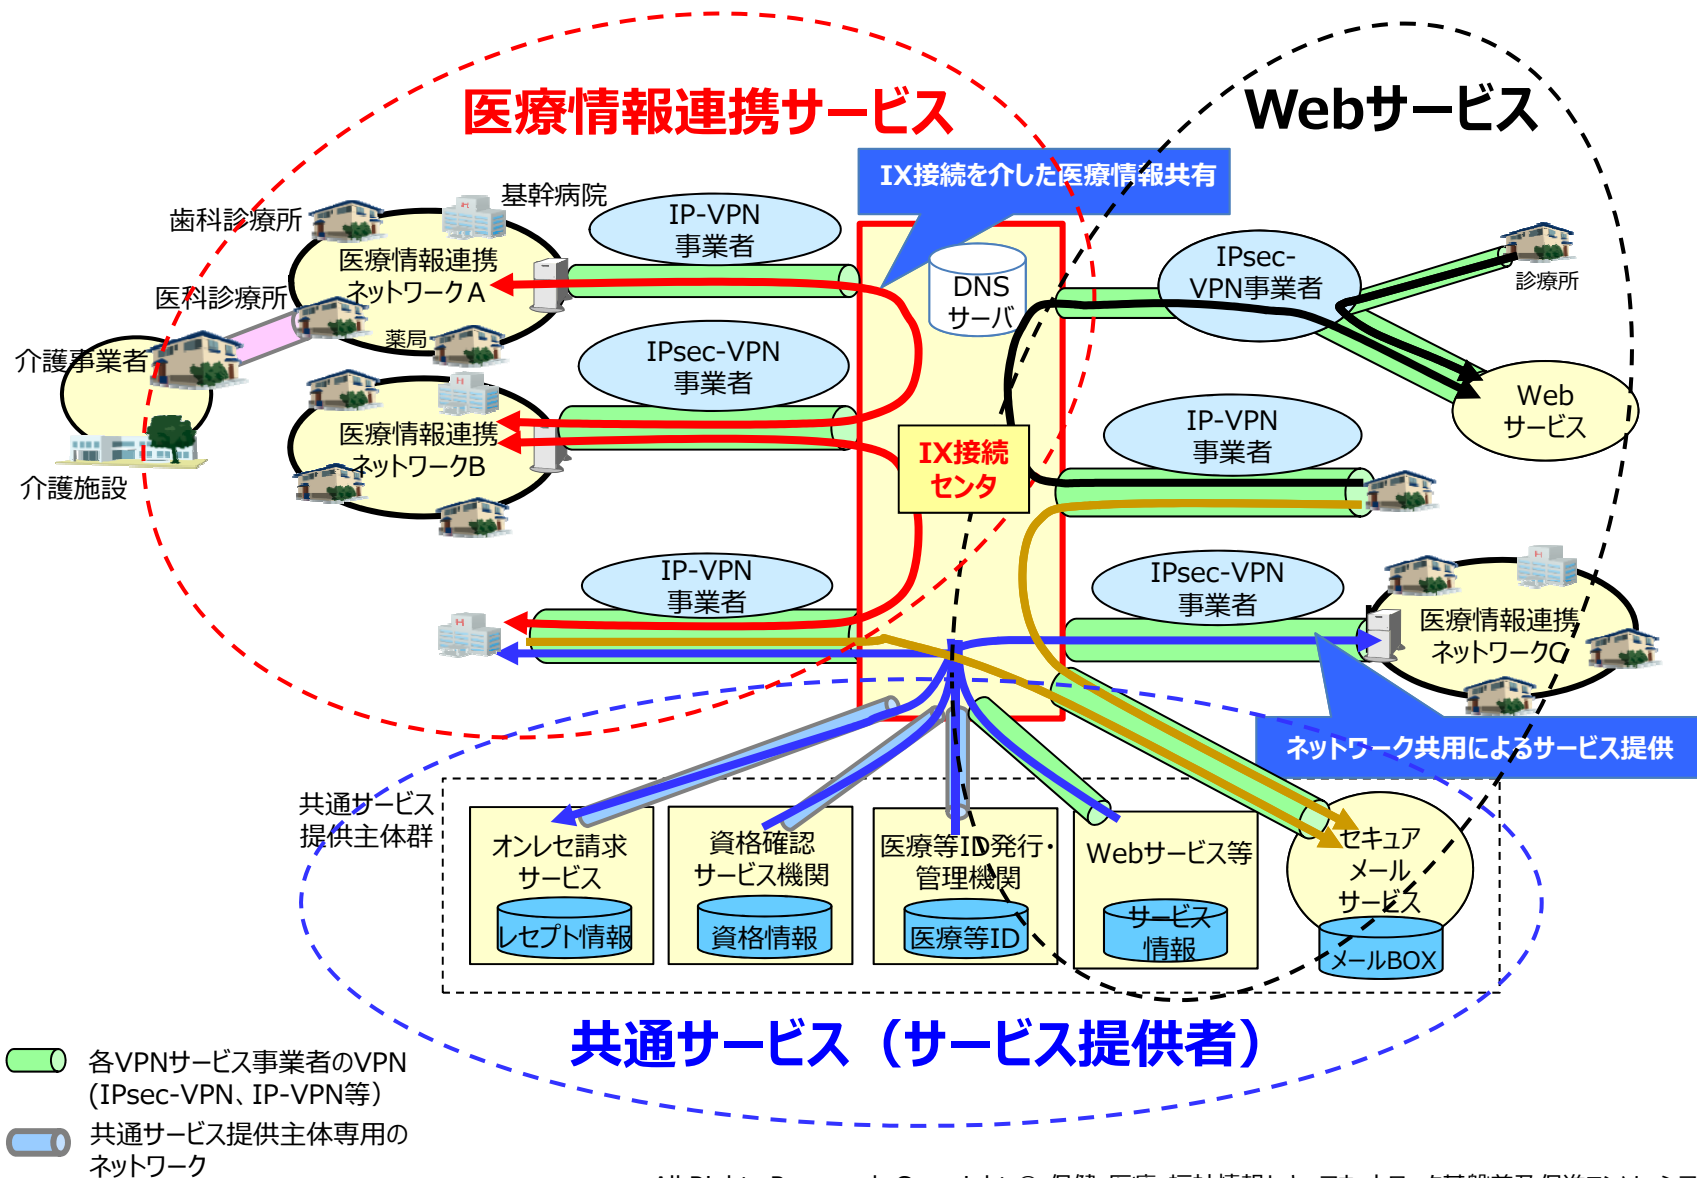 医療情報連携サービス
Webサービス
IX接続を介した医療情報共有
基幹病院
歯科診療所
IP-VPN
事業者
医療情報連携
ネットワークA
医科診療所
薬局
介護事業者
介護施設
IPsec-VPN
事業者
医療情報連携
ネットワークB
IP-VPN
事業者
DNS
サーバ
IX接続
センタ
IPsec-
VPN事業者
診療所
Web
サービス
IP-VPN
事業者
IPsec-VPN
事業者
医療情報連携
ネットワークC
ネットワーク共用によるサービス提供
共通サービス
提供主体群
オンレセ請求
サービス
レセプト情報
資格確認
サービス機関
資格情報
医療等ID発行・
管理機関
医療等ID
Webサービス等
サービス
情報
セキュア
メール
サービス
メールBOX
共通サービス（サービス提供者）
各VPNサービス事業者のVPN
(IPsec-VPN、IP-VPN等)
共通サービス提供主体専用の
ネットワーク